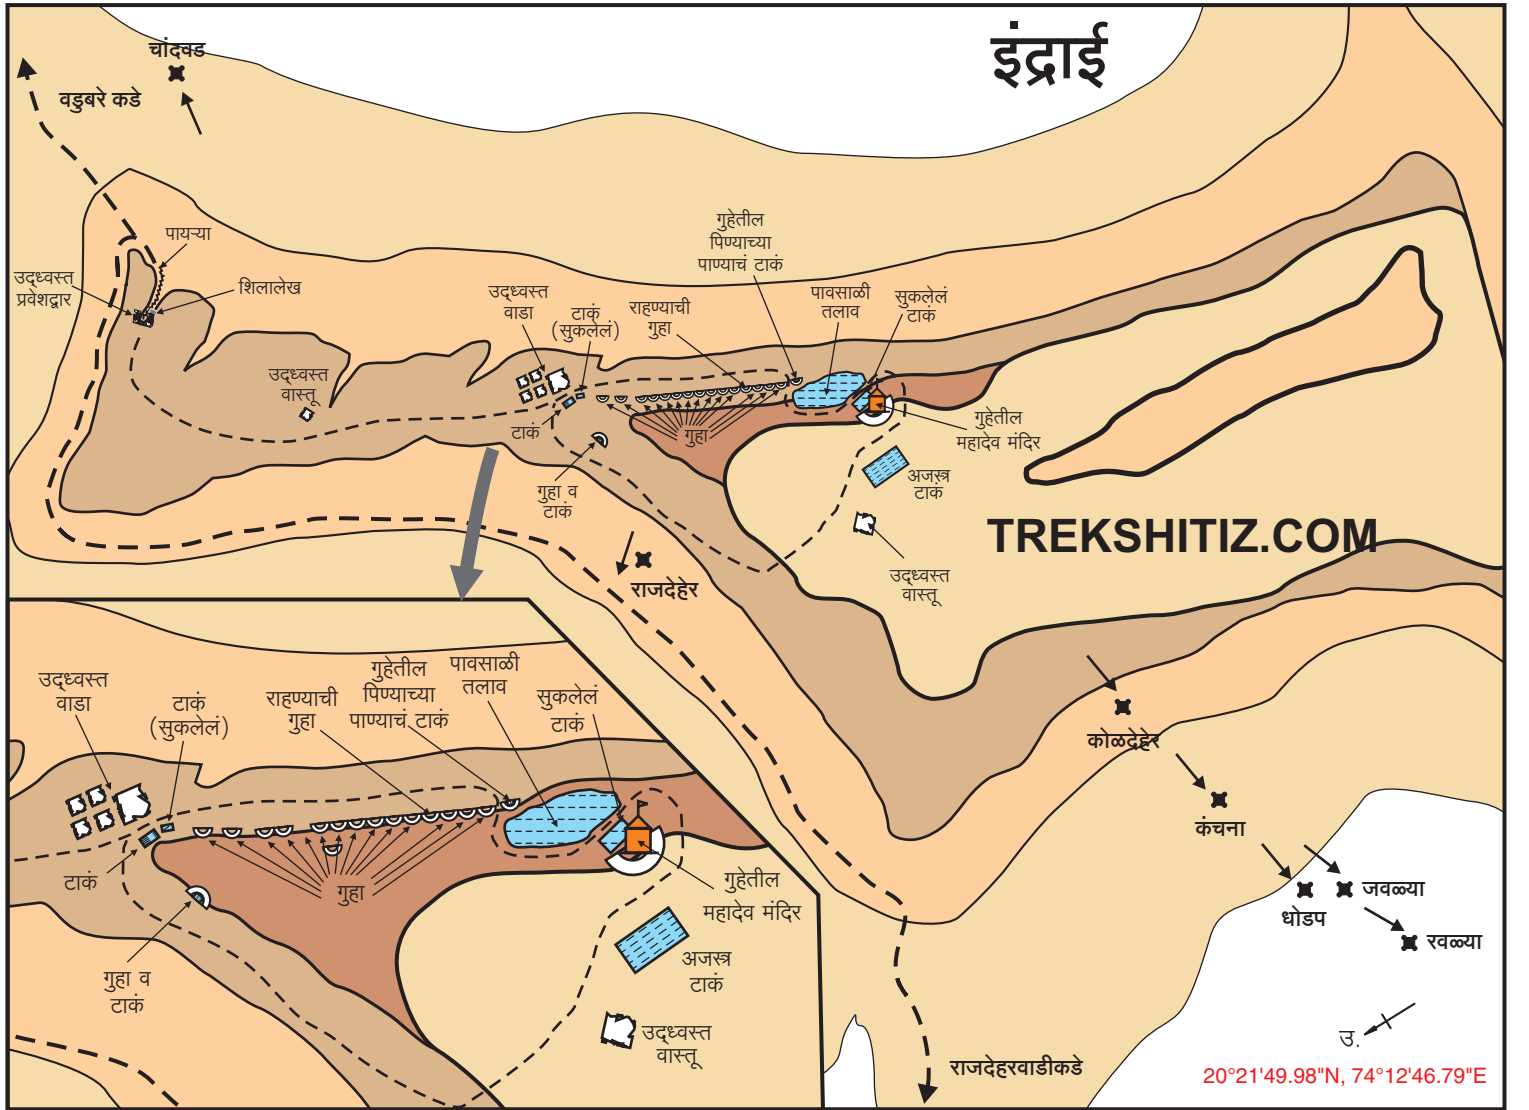 इंद्राई
चांदवड
वडुबरे कडे
पायऱ्या
उद्ध्वस्त
प्रवेशद्वार
शिलालेख
उद्ध्वस्त
वास्तू
उद्ध्वस्त
वाडा
टाकं
(सुकलेलं)
राहण्याची
गुहा
गुहेतील
पिण्याच्या
पाण्याचं टाकं
पावसाळी
तलाव
सुकलेलं
टाकं
टाकं
गुहा
गुहा व
टाकं
गुहेतील
महादेव मंदिर
अजस्त्र
टाकं
उद्ध्वस्त
वास्तू
TREKSHITIZ.COM
राजदेहेर
कोळदेहेर
कंचना
धोडप
जवळ्या
रवळ्या
उद्ध्वस्त
वाडा
टाकं
(सुकलेलं)
राहण्याची
गुहा
गुहेतील
पिण्याच्या
पाण्याचं टाकं
पावसाळी
तलाव
सुकलेलं
टाकं
टाकं
गुहा
गुहा व
टाकं
गुहेतील
महादेव मंदिर
अजस्त्र
टाकं
उद्ध्वस्त
वास्तू
राजदेहरवाडीकडे
उ.
20°21'49.98"N, 74°12'46.79"E